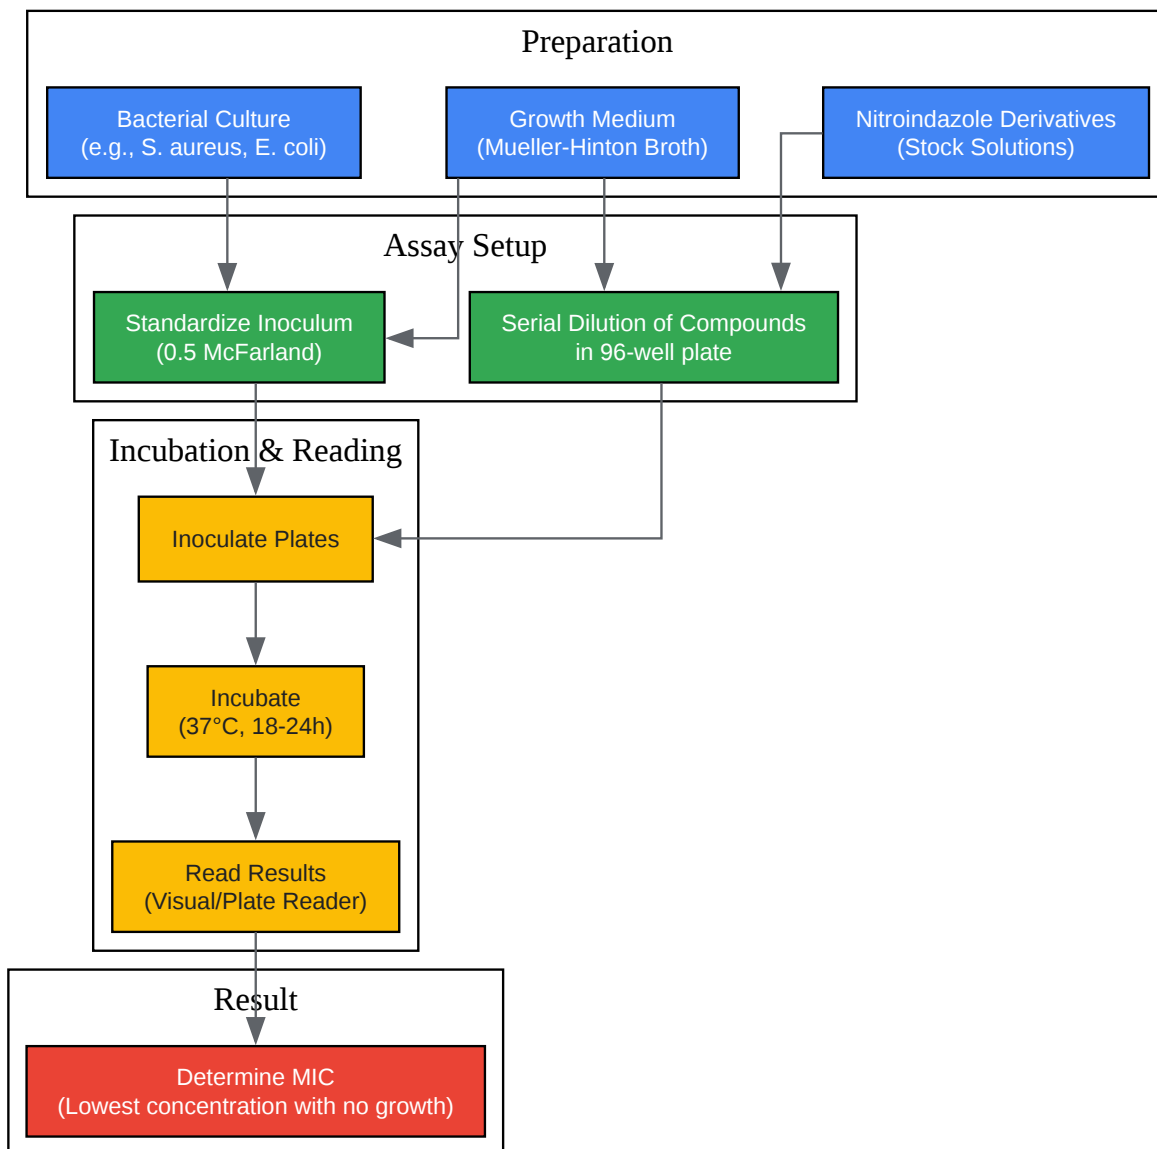 Preparation
Bacterial Culture
(e.g., S. aureus, E. coli)
Growth Medium
(Mueller-Hinton Broth)
Nitroindazole Derivatives
(Stock Solutions)
Assay Setup
Standardize Inoculum
(0.5 McFarland)
Serial Dilution of Compounds
in 96-well plate
Incubation & Reading
Inoculate Plates
Incubate
(37°C, 18-24h)
Read Results
(Visual/Plate Reader)
Result
Determine MIC
(Lowest concentration with no growth)